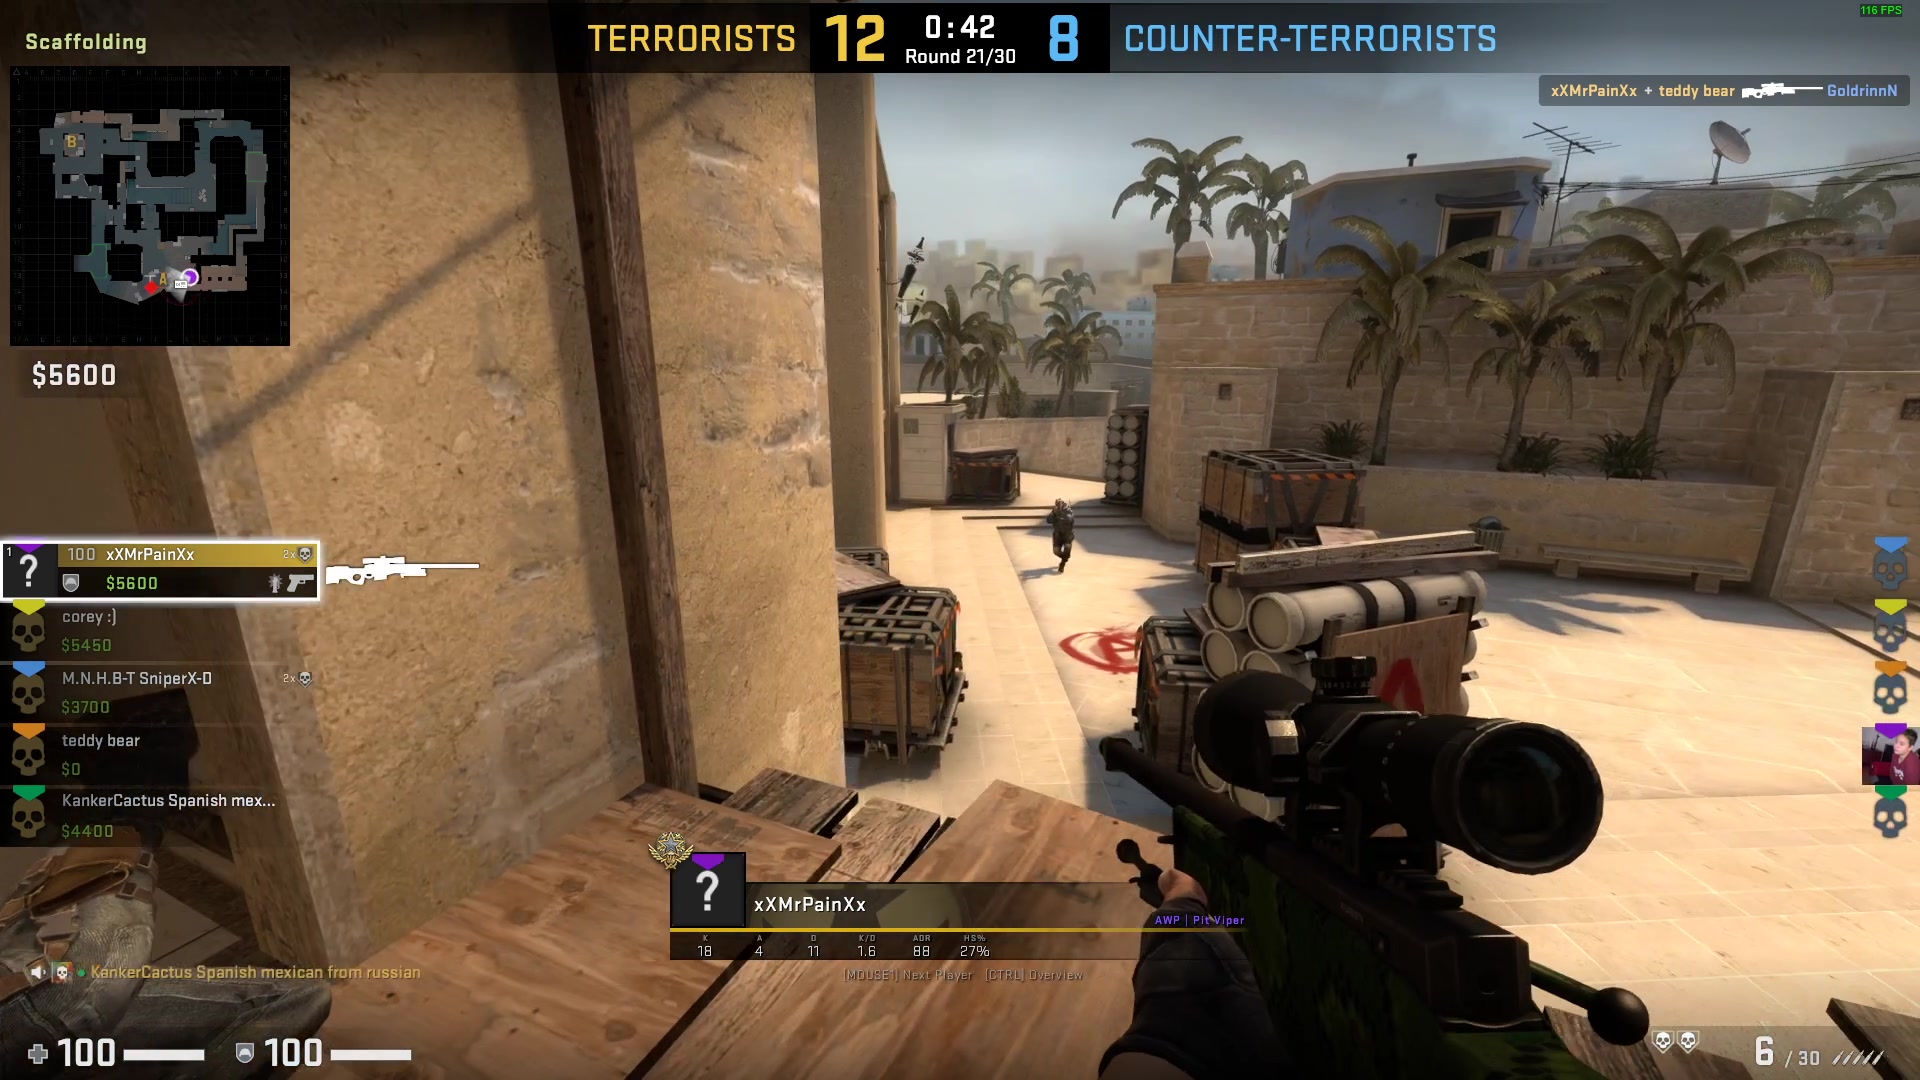 116 FPS
Scaffolding
TERRORISTS 12 0:42 8 COUNTER-TERRORISTS
Round 21/30
xXMrPainXx + teddy bear GoldrinnN
B
A
$5600
1 ? 100 xXMrPainXx 2x
$5600
corey :)
$5450
M.N.H.B-T SniperX-D 2x
$3700
teddy bear
$0
KankerCactus Spanish mex...
$4400
? xXMrPainXx
AWP | Pit Viper
K A D K/D ADR HS%
18 4 11 1.6 88 27%
[MOUSE1] Next Player [CTRL] Overview
KankerCactus Spanish mexican from russian
100 100
6 / 30